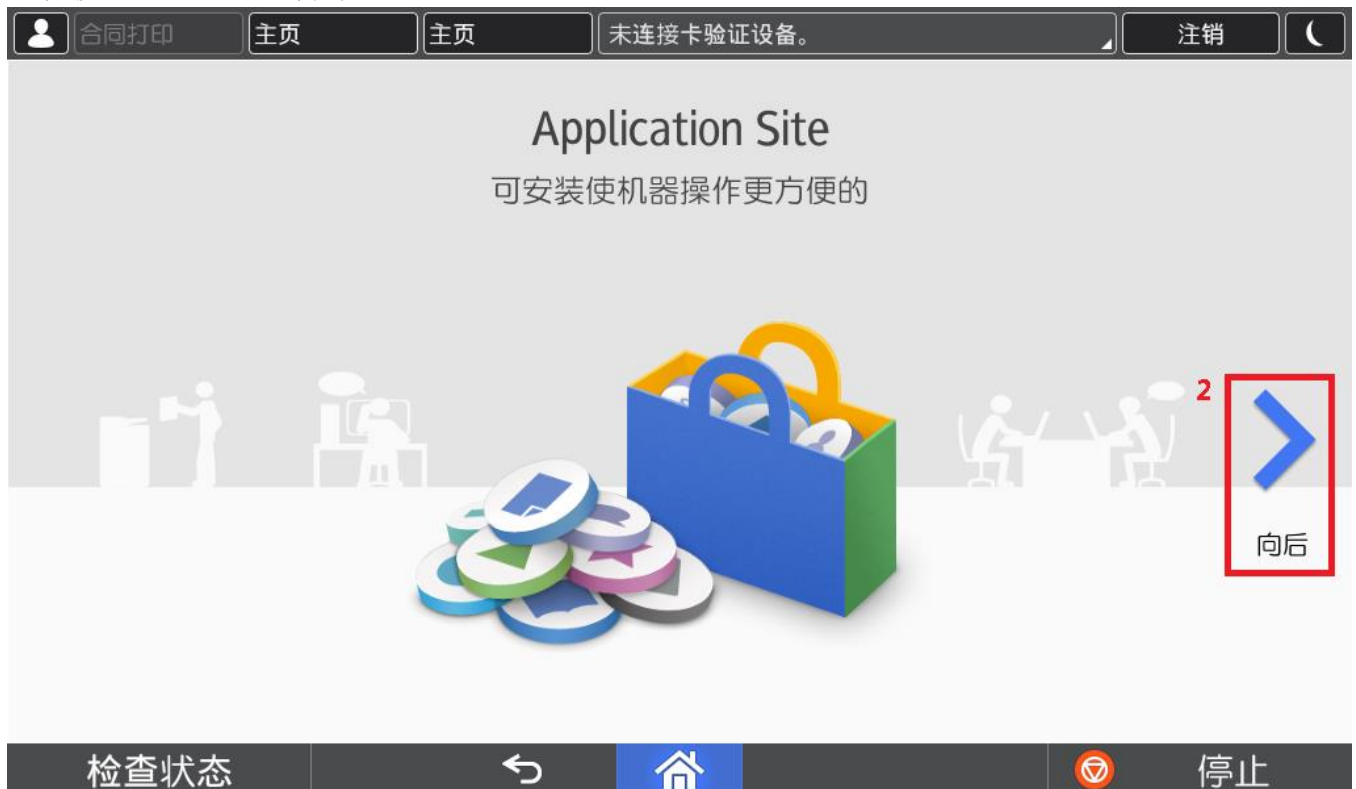 合同打印 主页 主页 未连接卡验证设备。 注销
Application Site
可安装使机器操作更方便的
2
向后
检查状态 停止